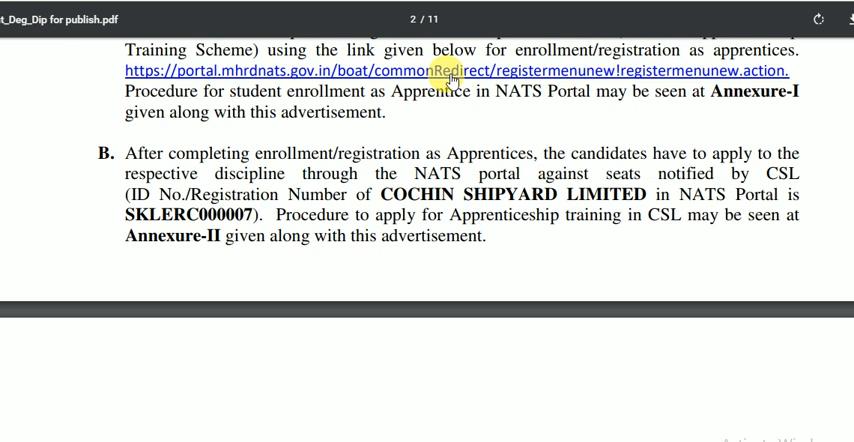 t_Deg_Dip for publish.pdf
2 / 11
Training Scheme) using the link given below for enrollment/registration as apprentices.
https://portal.mhrdnats.gov.in/boat/commonRedirect/registermenunew!registermenunew.action.
Procedure for student enrollment as Apprentice in NATS Portal may be seen at Annexure-I
given along with this advertisement.
B. After completing enrollment/registration as Apprentices, the candidates have to apply to the
respective discipline through the NATS portal against seats notified by CSL
(ID No./Registration Number of COCHIN SHIPYARD LIMITED in NATS Portal is
SKLERC000007). Procedure to apply for Apprenticeship training in CSL may be seen at
Annexure-II given along with this advertisement.